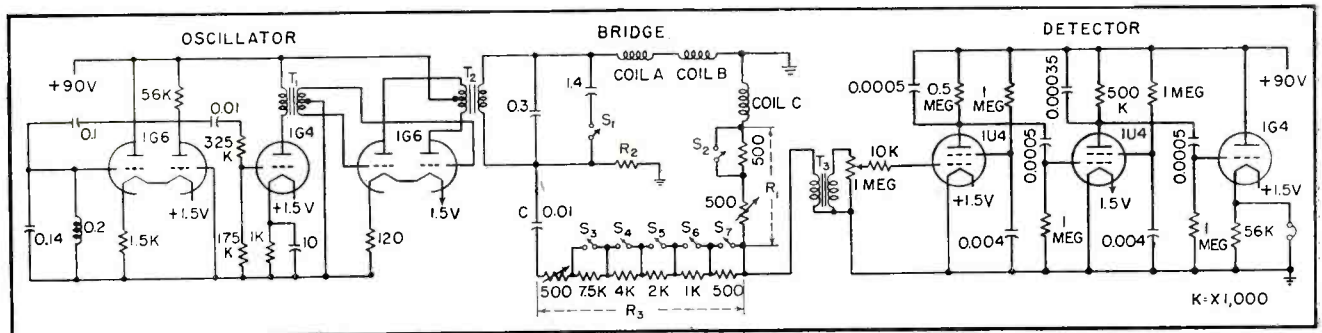 OSCILLATOR
BRIDGE
DETECTOR
+90V
56K
0.01
0.1
1G6
325
K
T1
1G4
1G6
T2
+1.5V
1.5V
0.14
0.2
1.5K
175
K
1K
10
120
0.3
1.4
S1
R2
COIL A
COIL B
COIL C
S2
500
R1
500
C
0.01
S3
S4
S5
S6
S7
500
7.5K
4K
2K
1K
500
R3
T3
10K
1 MEG
0.0005
0.5
MEG
1
MEG
1U4
+1.5V
0.004
0.0005
1
MEG
0.00035
500
K
1 MEG
1U4
1.5V
0.004
0.0005
1
MEG
+90V
1G4
+1.5V
56K
K=X1,000